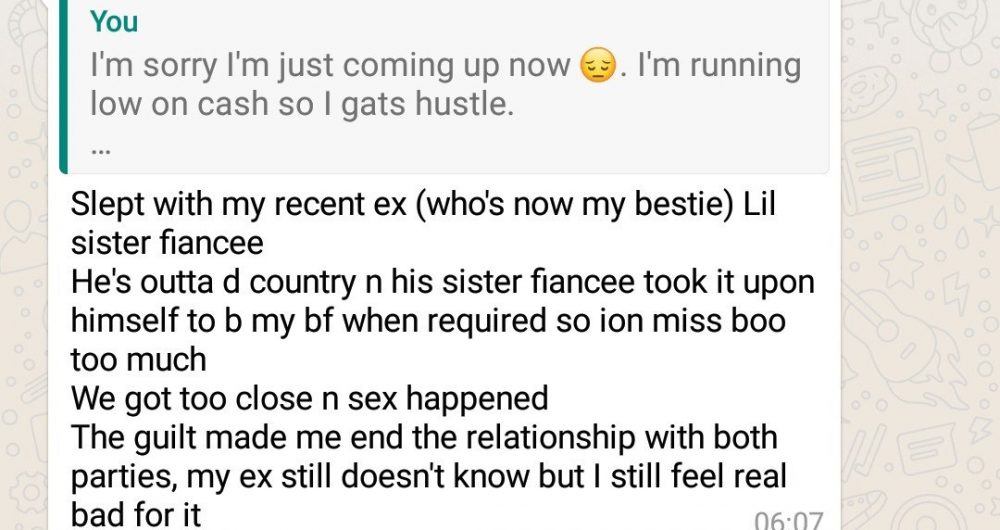 You
I'm sorry I'm just coming up now 😔. I'm running
low on cash so I gats hustle.
...
Slept with my recent ex (who's now my bestie) Lil
sister fiancee
He's outta d country n his sister fiancee took it upon
himself to b my bf when required so ion miss boo
too much
We got too close n sex happened
The guilt made me end the relationship with both
parties, my ex still doesn't know but I still feel real
bad for it
06:07